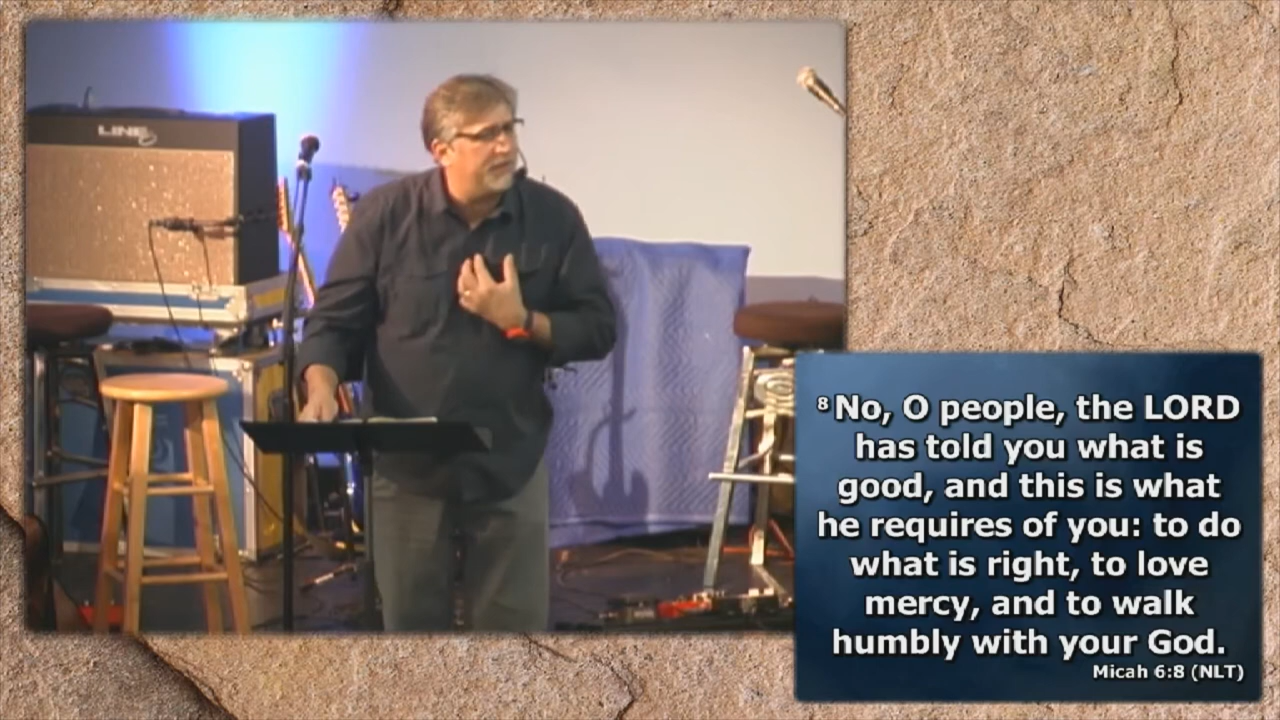 LINE 6
⁸ No, O people, the LORD
has told you what is
good, and this is what
he requires of you: to do
what is right, to love
mercy, and to walk
humbly with your God.
Micah 6:8 (NLT)